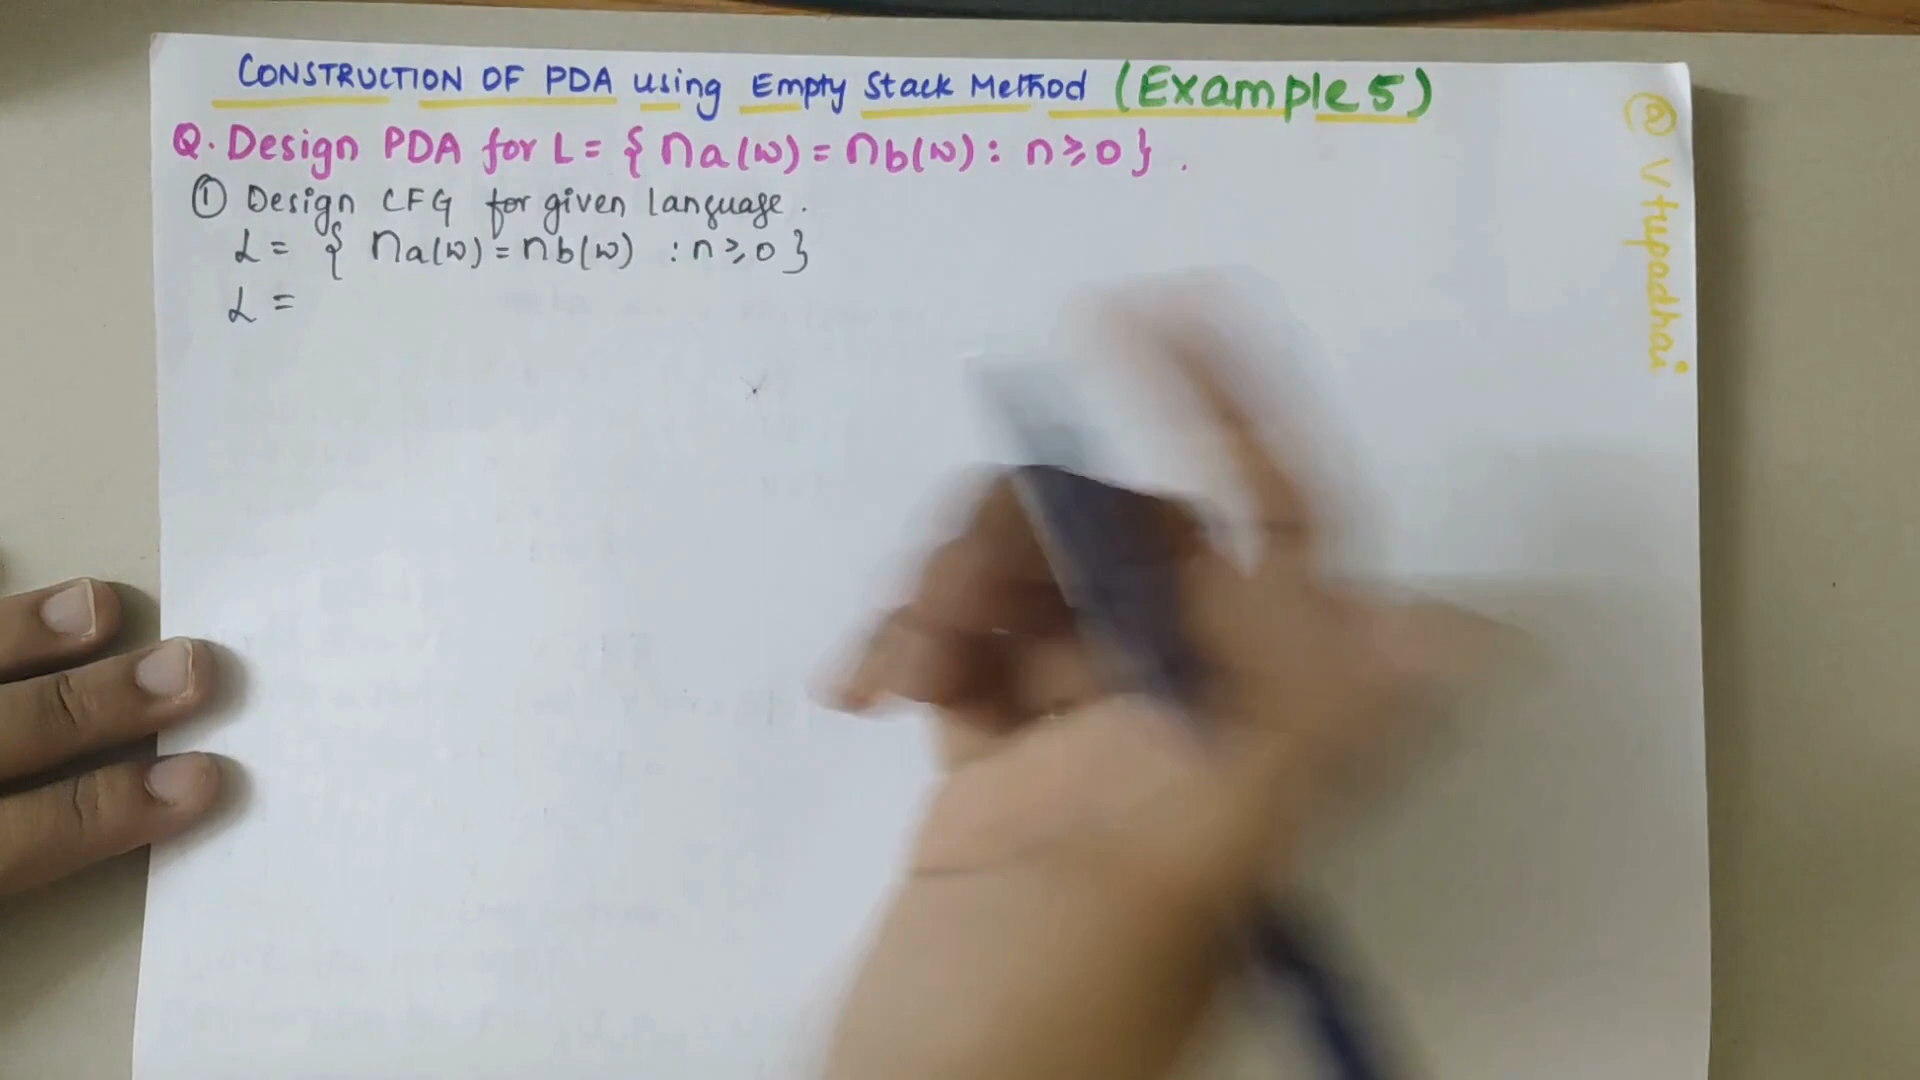 CONSTRUCTION OF PDA using Empty Stack Method (Example 5)
Q. Design PDA for L = { na(w) = nb(w) : n ≥ 0 } .
① Design CFG for given language .
L = { na(w) = nb(w) : n ≥ 0 }
L =
@ Vtupadhai